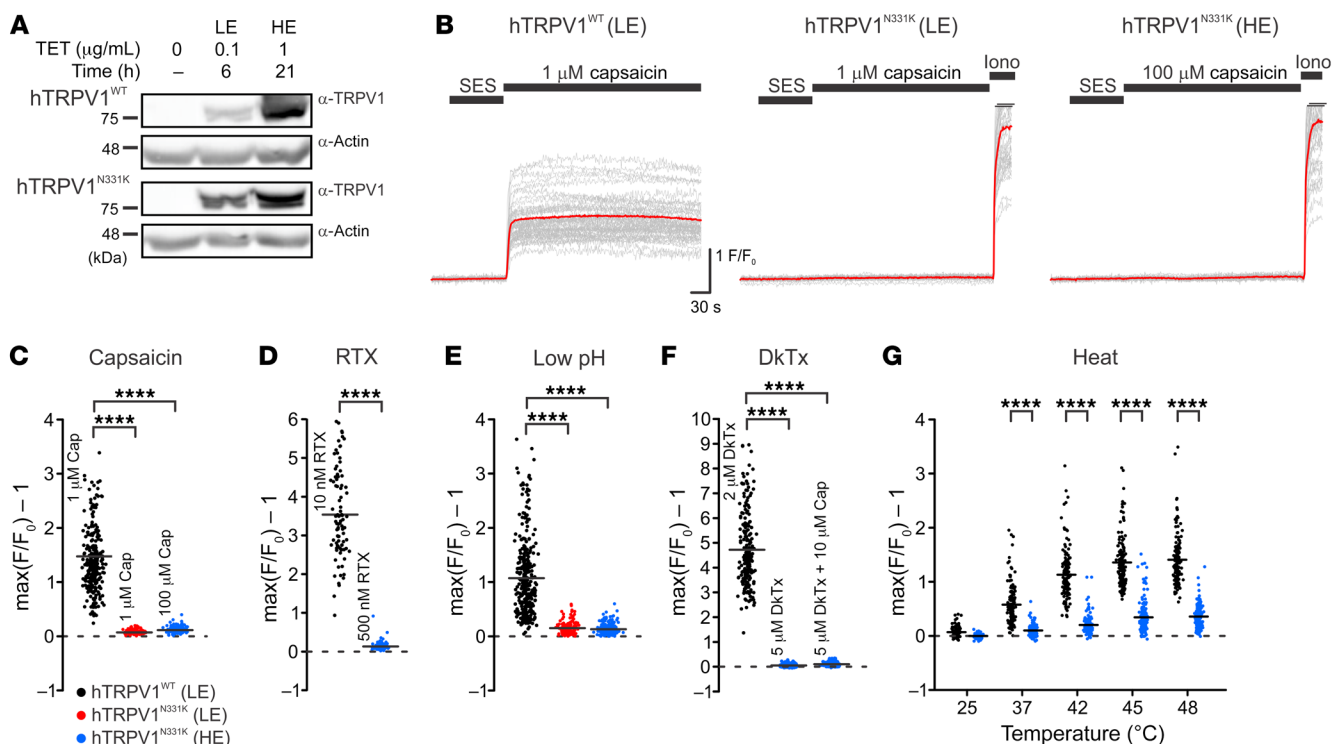 A
LE HE
TET (μg/mL) 0 0.1 1
Time (h) – 6 21
hTRPV1WT
75
α-TRPV1
48
α-Actin
hTRPV1N331K
75
α-TRPV1
48
α-Actin
(kDa)
B
hTRPV1WT (LE)
SES
1 μM capsaicin
hTRPV1N331K (LE)
SES
1 μM capsaicin
Iono
hTRPV1N331K (HE)
SES
100 μM capsaicin
Iono
1 F/F0
30 s
C
Capsaicin
****
****
max(F/F0) – 1
4
3
2
1
0
–1
1 μM Cap
1 μM Cap
100 μM Cap
hTRPV1WT (LE)
hTRPV1N331K (LE)
hTRPV1N331K (HE)
D
RTX
****
max(F/F0) – 1
6
5
4
3
2
1
0
–1
10 nM RTX
500 nM RTX
E
Low pH
****
****
max(F/F0) – 1
4
3
2
1
0
–1
F
DkTx
****
****
max(F/F0) – 1
10
9
8
7
6
5
4
3
2
1
0
–1
2 μM DkTx
5 μM DkTx
5 μM DkTx + 10 μM Cap
G
Heat
**** **** **** ****
max(F/F0) – 1
4
3
2
1
0
–1
25 37 42 45 48
Temperature (°C)